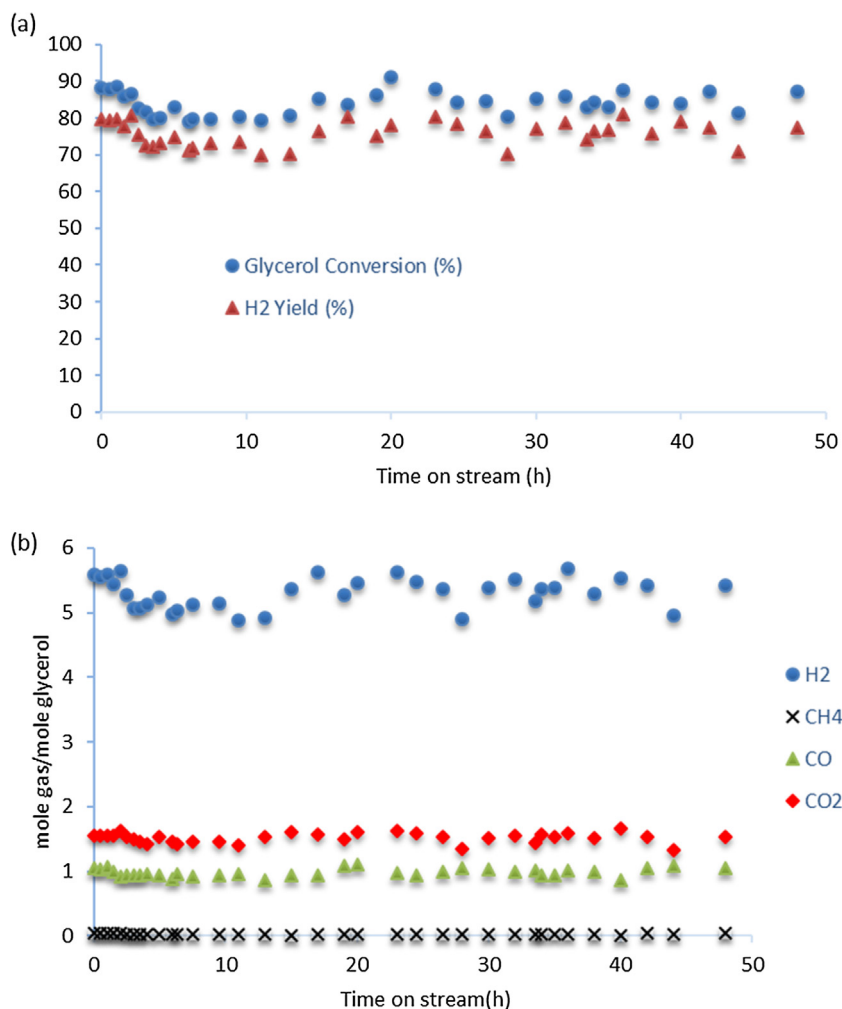 (a)
100
90
80
70
60
50
40
30
20
10
0
Glycerol Conversion (%)
H2 Yield (%)
0 10 20 30 40 50
Time on stream (h)
(b)
mole gas/mole glycerol
6
5
4
3
2
1
0
H2
CH4
CO
CO2
0 10 20 30 40 50
Time on stream(h)